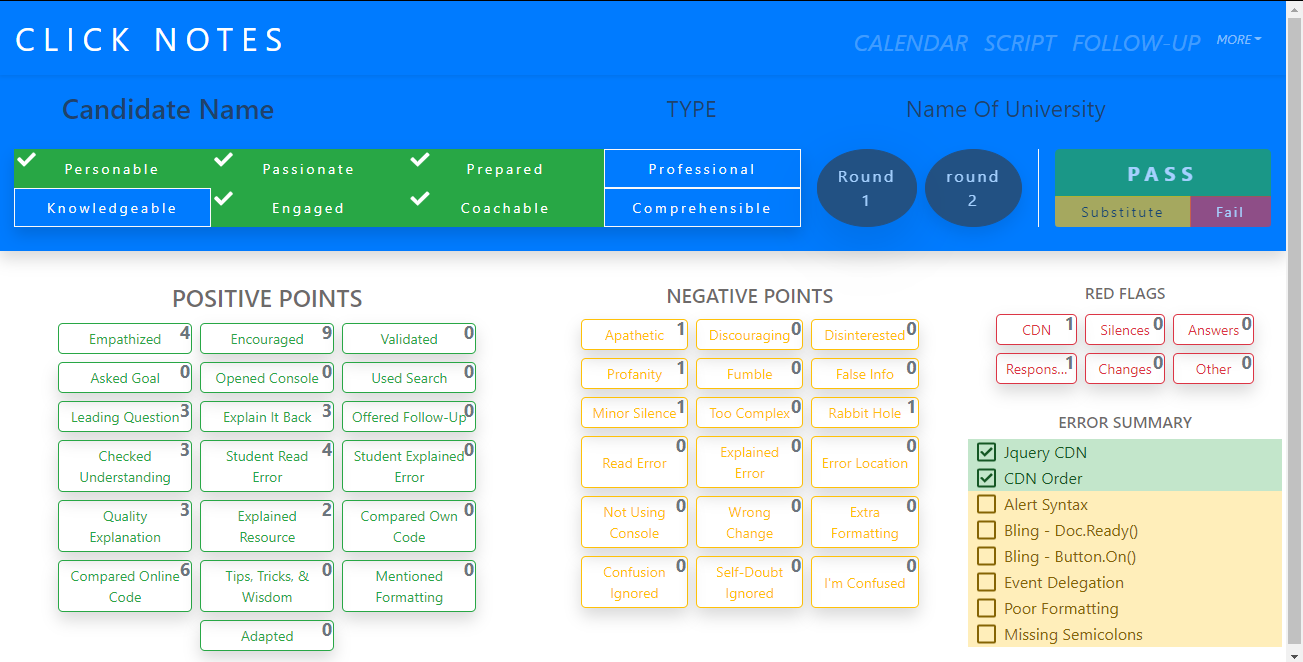 CLICK NOTES
CALENDAR SCRIPT FOLLOW-UP MORE
Candidate Name TYPE Name Of University
Personable Passionate Prepared Professional
Knowledgeable Engaged Coachable Comprehensible
Round 1
round 2
PASS
Substitute Fail
POSITIVE POINTS
Empathized 4 Encouraged 9 Validated 0
Asked Goal 0 Opened Console 0 Used Search 0
Leading Question 3 Explain It Back 3 Offered Follow-Up 0
Checked Understanding 3 Student Read Error 4 Student Explained Error 0
Quality Explanation 3 Explained Resource 2 Compared Own Code 0
Compared Online Code 6 Tips, Tricks, & Wisdom 0 Mentioned Formatting 0
Adapted 0
NEGATIVE POINTS
Apathetic 1 Discouraging 0 Disinterested 0
Profanity 1 Fumble 0 False Info 0
Minor Silence 1 Too Complex 0 Rabbit Hole 1
Read Error 0 Explained Error 0 Error Location 0
Not Using Console 0 Wrong Change 0 Extra Formatting 0
Confusion Ignored 0 Self-Doubt Ignored 0 I'm Confused 0
RED FLAGS
CDN 1 Silences 0 Answers 0
Respons... 1 Changes 0 Other 0
ERROR SUMMARY
Jquery CDN
CDN Order
Alert Syntax
Bling - Doc.Ready()
Bling - Button.On()
Event Delegation
Poor Formatting
Missing Semicolons